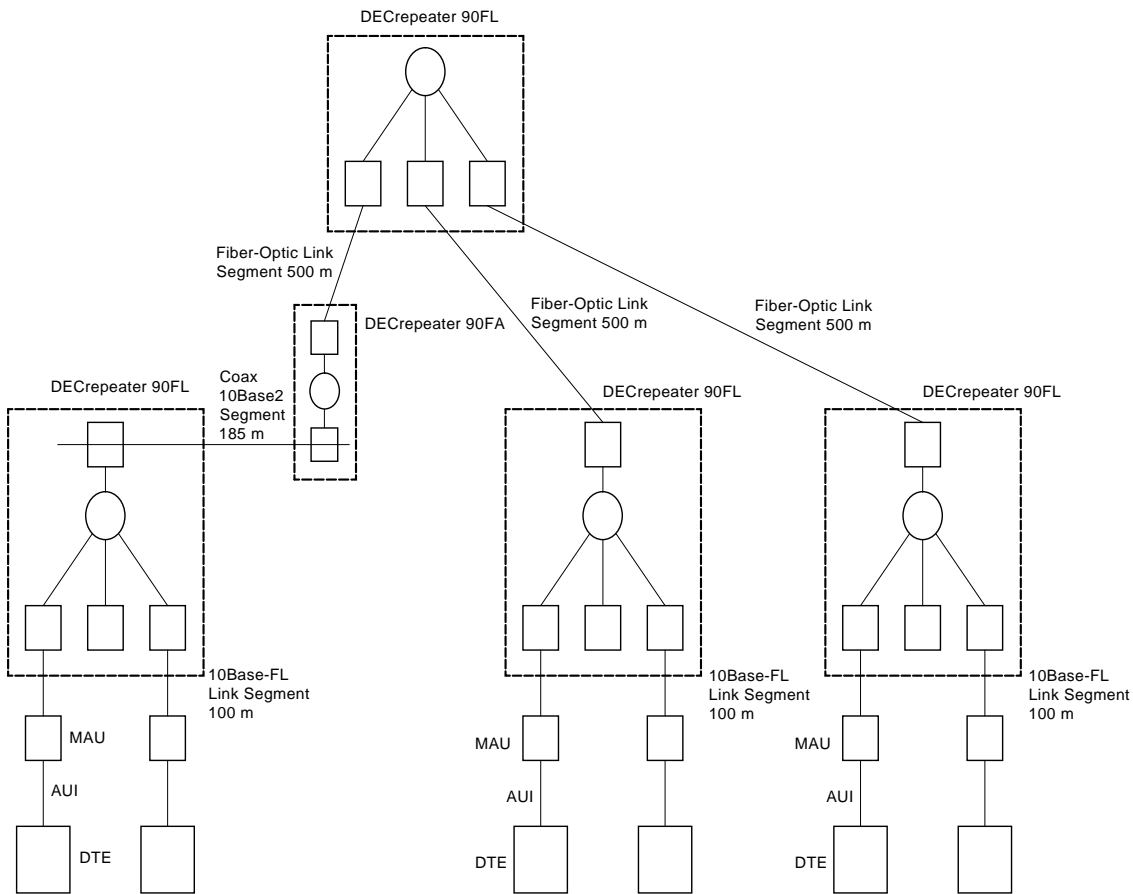 DECrepeater 90FL
Fiber-Optic Link
Segment 500 m
Fiber-Optic Link
Segment 500 m
Fiber-Optic Link
Segment 500 m
DECrepeater 90FA
Coax
10Base2
Segment
185 m
DECrepeater 90FL
DECrepeater 90FL
DECrepeater 90FL
10Base-FL
Link Segment
100 m
10Base-FL
Link Segment
100 m
10Base-FL
Link Segment
100 m
MAU
MAU
MAU
AUI
AUI
AUI
DTE
DTE
DTE